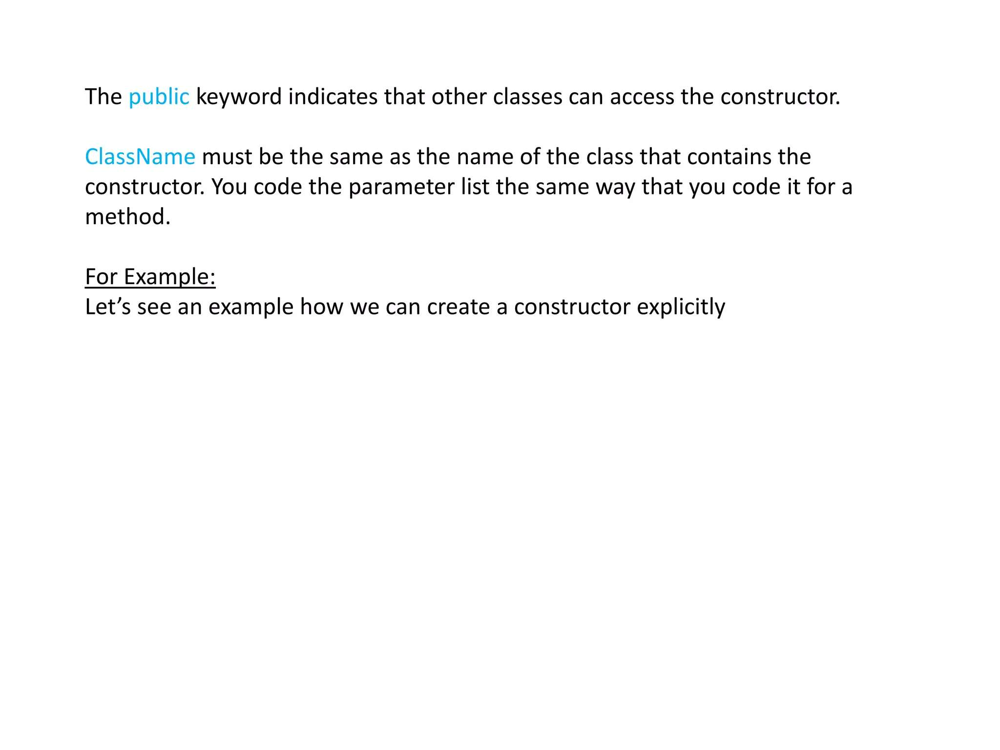 The public keyword indicates that other classes can access the constructor.
ClassName must be the same as the name of the class that contains the
constructor. You code the parameter list the same way that you code it for a
method.
For Example:
Let’s see an example how we can create a constructor explicitly